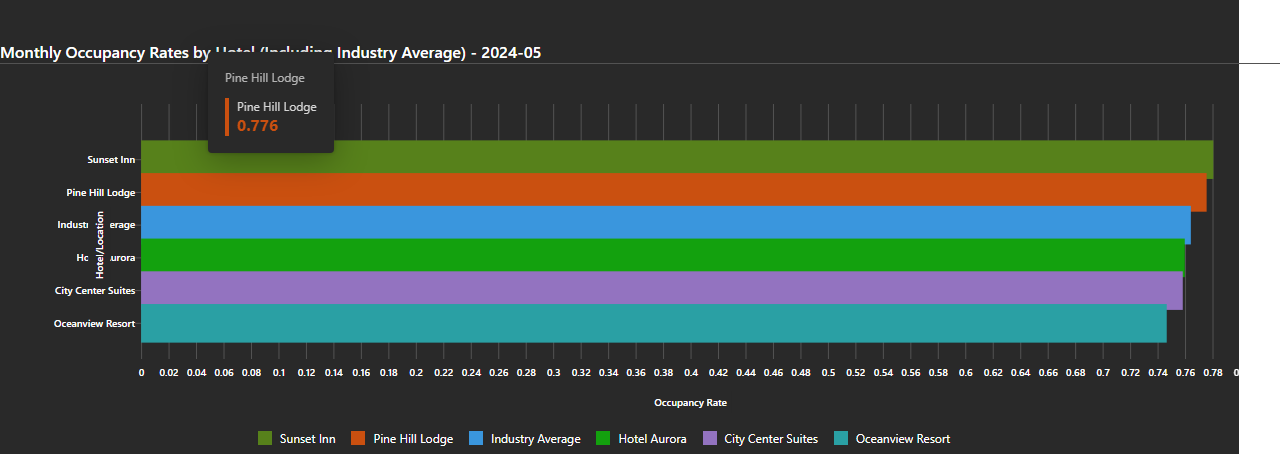 Monthly Occupancy Rates by Hotel (Including Industry Average) - 2024-05
Pine Hill Lodge
Pine Hill Lodge
0.776
Sunset Inn
Pine Hill Lodge
Indust erage
Ho urora
City Center Suites
Oceanview Resort
Hotel/Location
0 0.02 0.04 0.06 0.08 0.1 0.12 0.14 0.16 0.18 0.2 0.22 0.24 0.26 0.28 0.3 0.32 0.34 0.36 0.38 0.4 0.42 0.44 0.46 0.48 0.5 0.52 0.54 0.56 0.58 0.6 0.62 0.64 0.66 0.68 0.7 0.72 0.74 0.76 0.78
Occupancy Rate
Sunset Inn Pine Hill Lodge Industry Average Hotel Aurora City Center Suites Oceanview Resort